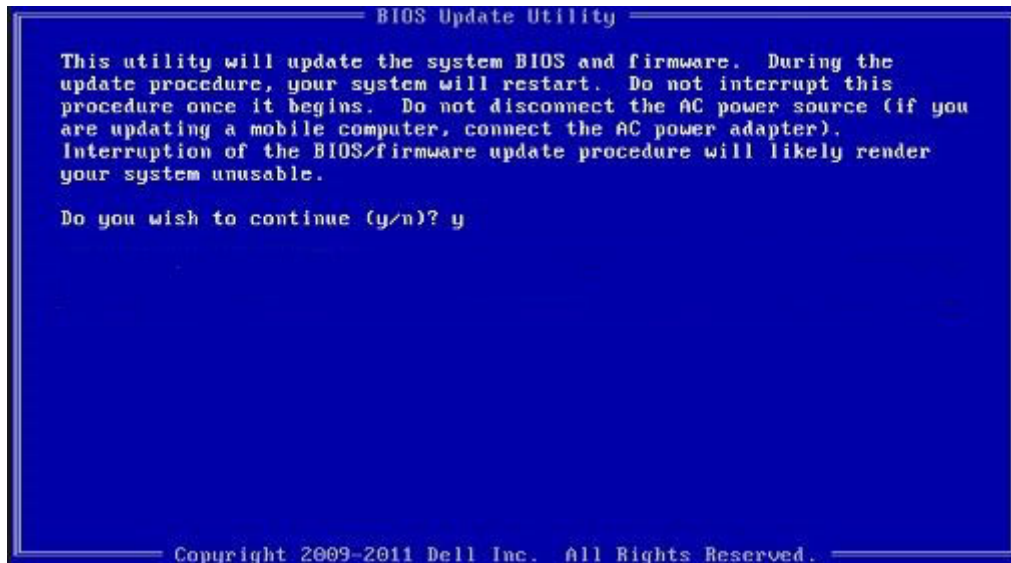 BIOS Update Utility
This utility will update the system BIOS and firmware. During the
update procedure, your system will restart. Do not interrupt this
procedure once it begins. Do not disconnect the AC power source (if you
are updating a mobile computer, connect the AC power adapter).
Interruption of the BIOS/firmware update procedure will likely render
your system unusable.
Do you wish to continue (y/n)? y
Copyright 2009-2011 Dell Inc. All Rights Reserved.